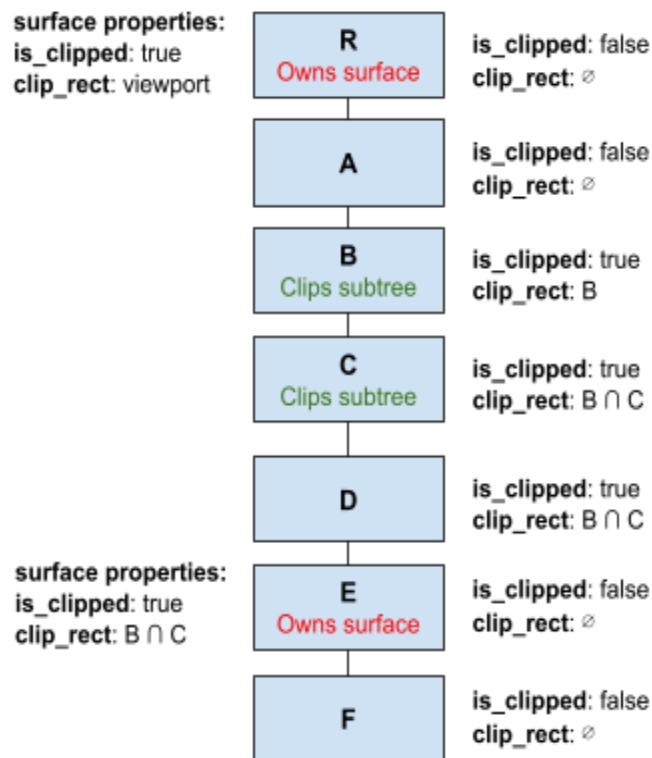 surface properties:
is_clipped: true
clip_rect: viewport
R
Owns surface
is_clipped: false
clip_rect: ∅
A
is_clipped: false
clip_rect: ∅
B
Clips subtree
is_clipped: true
clip_rect: B
C
Clips subtree
is_clipped: true
clip_rect: B ∩ C
D
is_clipped: true
clip_rect: B ∩ C
surface properties:
is_clipped: true
clip_rect: B ∩ C
E
Owns surface
is_clipped: false
clip_rect: ∅
F
is_clipped: false
clip_rect: ∅